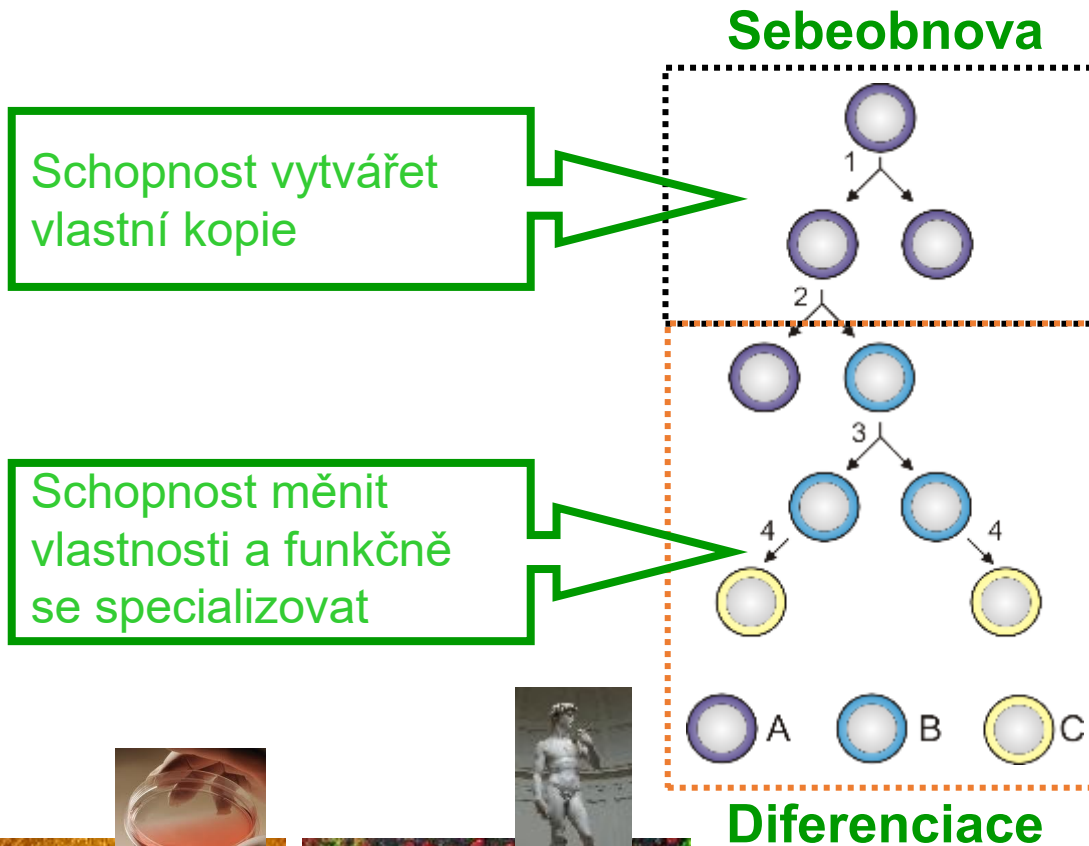 Sebeobnova
Schopnost vytvářet
vlastní kopie
1
2
3
Schopnost měnit
vlastnosti a funkčně
se specializovat
4
4
A
B
C
Diferenciace